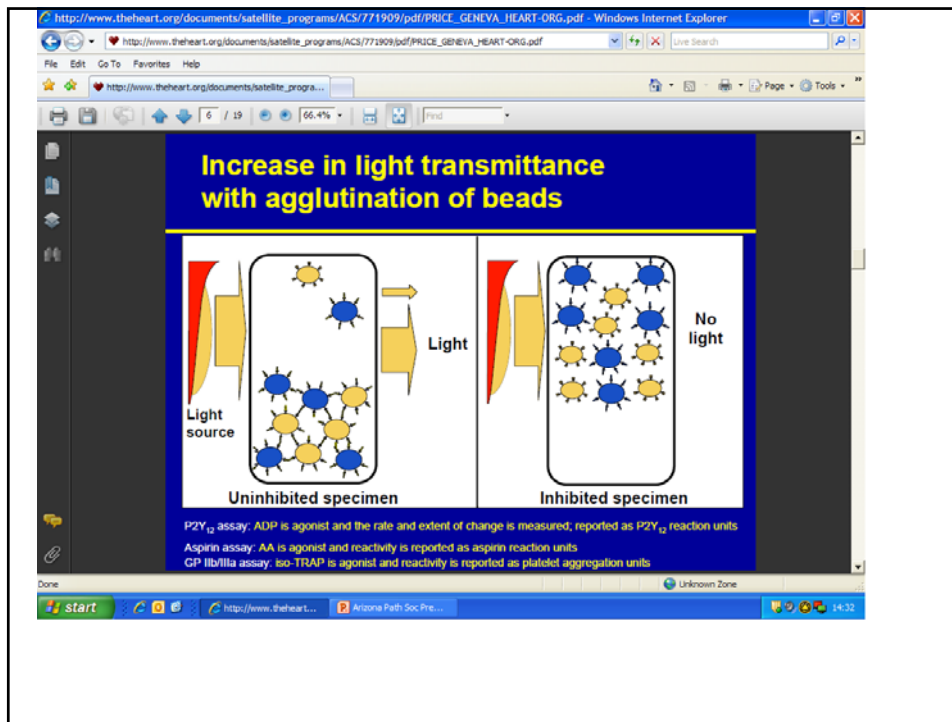 http://www.theheart.org/documents/satellite_programs/ACS/771909/pdf/PRICE_GENEVA_HEART-ORG.pdf - Windows Internet Explorer
http://www.theheart.org/documents/satellite_programs/ACS/771909/pdf/PRICE_GENEVA_HEART-ORG.pdf
Live Search
File Edit Go To Favorites Help
http://www.theheart.org/documents/satellite_progra...
Page Tools
6 / 19 66.4% Find
Increase in light transmittance
with agglutination of beads
Light
source
Light
Uninhibited specimen
No
light
Inhibited specimen
P2Y12 assay: ADP is agonist and the rate and extent of change is measured; reported as P2Y12 reaction units
Aspirin assay: AA is agonist and reactivity is reported as aspirin reaction units
GP IIb/IIIa assay: iso-TRAP is agonist and reactivity is reported as platelet aggregation units
Done
Unknown Zone
start
http://www.theheart...
Arizona Path Soc Pre...
14:32